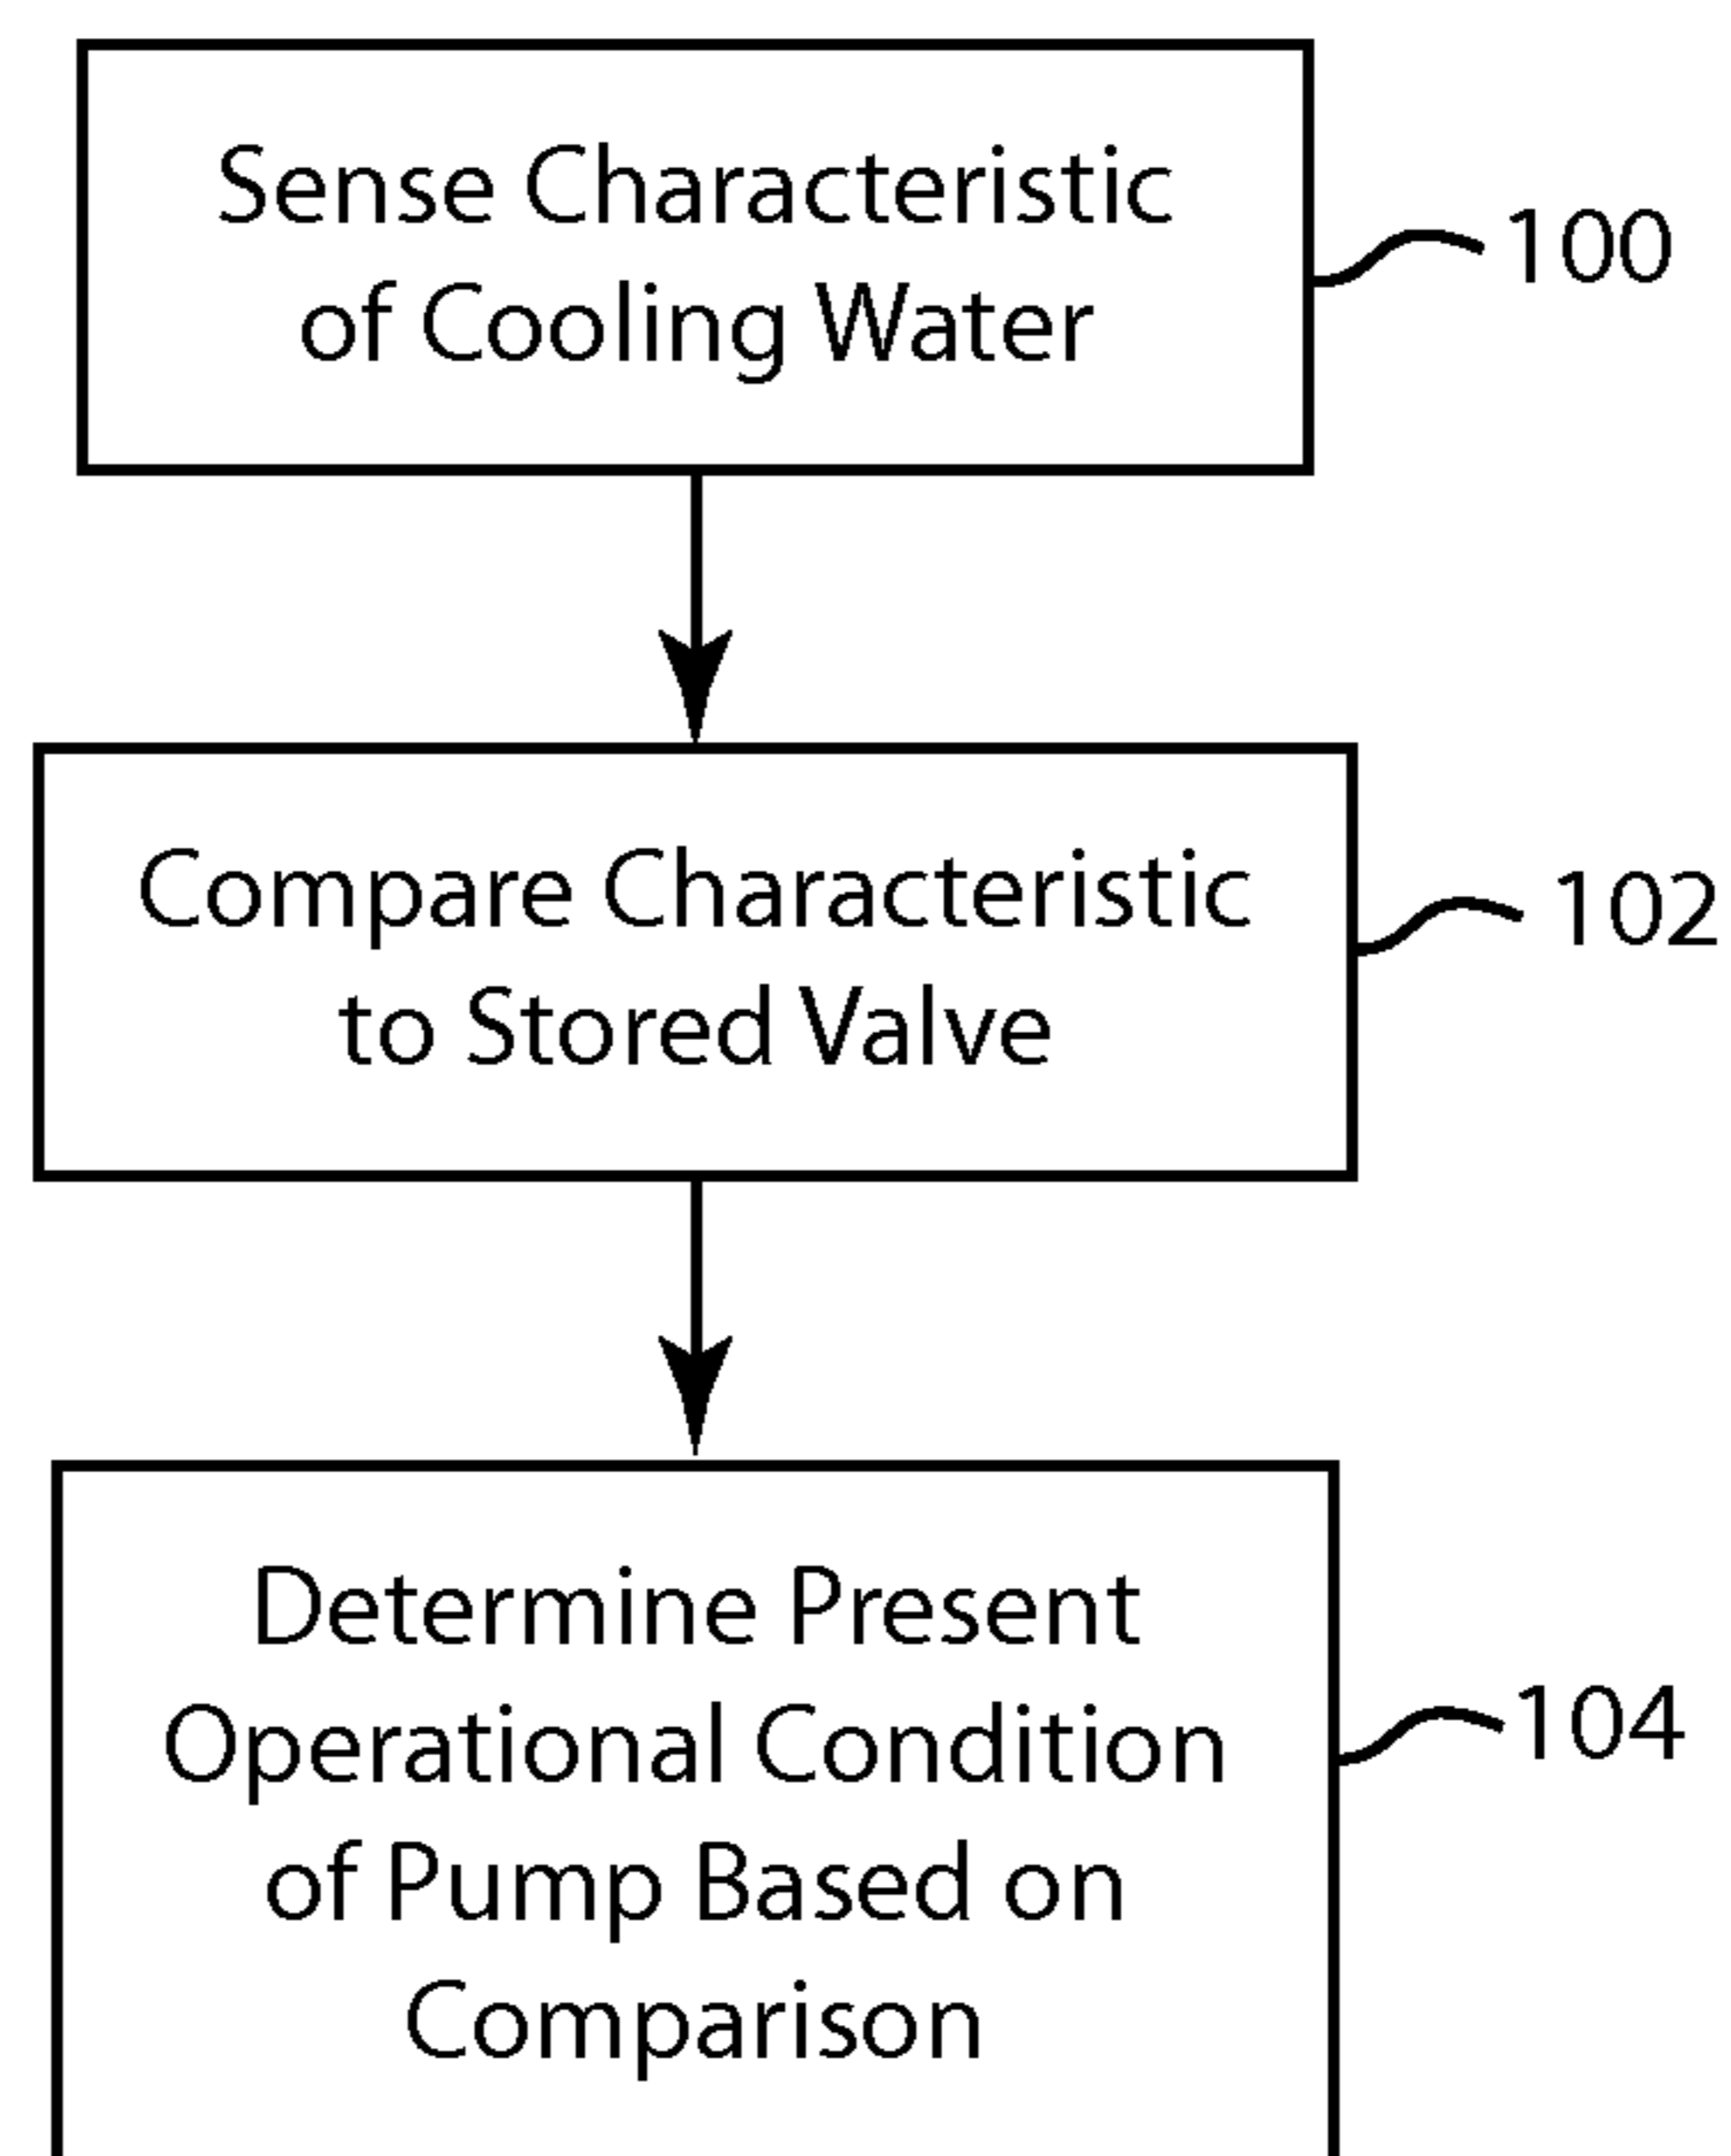 Sense Characteristic
of Cooling Water
100
Compare Characteristic
to Stored Valve
102
Determine Present
Operational Condition
of Pump Based on
Comparison
104